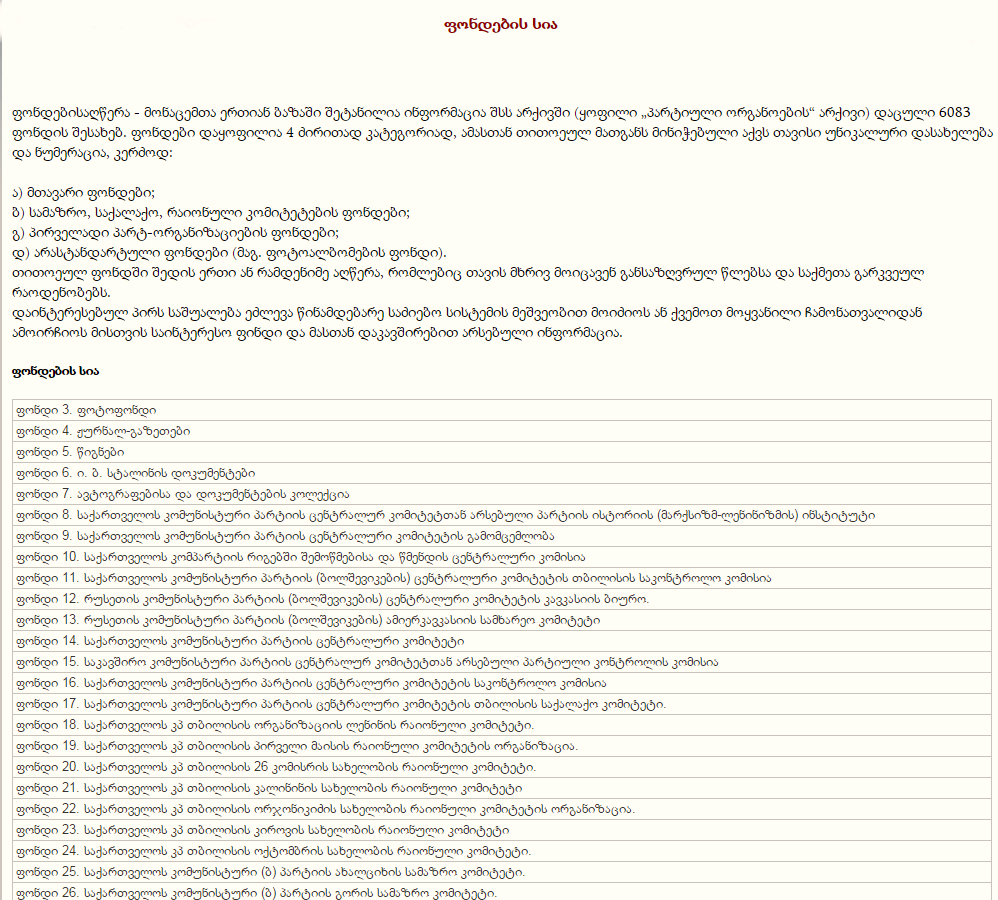 ფონდების სია
ფონდებისაღწერა - მონაცემთა ერთიან ბაზაში შეტანილია ინფორმაცია შსს არქივში (ყოფილი „პარტიული ორგანოების“ არქივი) დაცული 6083
ფონდის შესახებ. ფონდები დაყოფილია 4 ძირითად კატეგორიად, ამასთან თითოეულ მათგანს მინიჭებული აქვს თავისი უნიკალური დასახელება
და ნუმერაცია, კერძოდ:
ა) მთავარი ფონდები;
ბ) სამაზრო, საქალაქო, რაიონული კომიტეტების ფონდები;
გ) პირველადი პარტ-ორგანიზაციების ფონდები;
დ) არასტანდარტული ფონდები (მაგ. ფოტოალბომების ფონდი).
თითოეულ ფონდში შედის ერთი ან რამდენიმე აღწერა, რომლებიც თავის მხრივ მოიცავენ განსაზღვრულ წლებსა და საქმეთა გარკვეულ
რაოდენობებს.
დაინტერესებულ პირს საშუალება ეძლევა წინამდებარე საძიებო სისტემის მეშვეობით მოიძიოს ან ქვემოთ მოყვანილი ჩამონათვალიდან
ამოირჩიოს მისთვის საინტერესო ფინდი და მასთან დაკავშირებით არსებული ინფორმაცია.
ფონდების სია
ფონდი 3. ფოტოფონდი
ფონდი 4. ჟურნალ-გაზეთები
ფონდი 5. წიგნები
ფონდი 6. ი. ბ. სტალინის დოკუმენტები
ფონდი 7. ავტოგრაფებისა და დოკუმენტების კოლექცია
ფონდი 8. საქართველოს კომუნისტური პარტიის ცენტრალურ კომიტეტთან არსებული პარტიის ისტორიის (მარქსიზმ-ლენინიზმის) ინსტიტუტი
ფონდი 9. საქართველოს კომუნისტური პარტიის ცენტრალური კომიტეტის გამომცემლობა
ფონდი 10. საქართველოს კომპარტიის რიგებში შემოწმებისა და წმენდის ცენტრალური კომისია
ფონდი 11. საქართველოს კომუნისტური პარტიის (ბოლშევიკების) ცენტრალური კომიტეტის თბილისის საკონტროლო კომისია
ფონდი 12. რუსეთის კომუნისტური პარტიის (ბოლშევიკების) ცენტრალური კომიტეტის კავკასიის ბიურო.
ფონდი 13. რუსეთის კომუნისტური პარტიის (ბოლშევიკების) ამიერკავკასიის სამხარეო კომიტეტი
ფონდი 14. საქართველოს კომუნისტური პარტიის ცენტრალური კომიტეტი
ფონდი 15. საკავშირო კომუნისტური პარტიის ცენტრალურ კომიტეტთან არსებული პარტიული კონტროლის კომისია
ფონდი 16. საქართველოს კომუნისტური პარტიის ცენტრალური კომიტეტის საკონტროლო კომისია
ფონდი 17. საქართველოს კომუნისტური პარტიის ცენტრალური კომიტეტის თბილისის საქალაქო კომიტეტი.
ფონდი 18. საქართველოს კპ თბილისის ორგანიზაციის ლენინის რაიონული კომიტეტი.
ფონდი 19. საქართველოს კპ თბილისის პირველი მაისის რაიონული კომიტეტის ორგანიზაცია.
ფონდი 20. საქართველოს კპ თბილისის 26 კომისრის სახელობის რაიონული კომიტეტი.
ფონდი 21. საქართველოს კპ თბილისის კალინინის სახელობის რაიონული კომიტეტი
ფონდი 22. საქართველოს კპ თბილისის ორჯონიკიძის სახელობის რაიონული კომიტეტის ორგანიზაცია.
ფონდი 23. საქართველოს კპ თბილისის კიროვის სახელობის რაიონული კომიტეტი
ფონდი 24. საქართველოს კპ თბილისის ოქტომბრის სახელობის რაიონული კომიტეტი.
ფონდი 25. საქართველოს კომუნისტური (ბ) პარტიის ახალციხის სამაზრო კომიტეტი.
ფონდი 26. საქართველოს კომუნისტური (ბ) პარტიის გორის სამაზრო კომიტეტი.